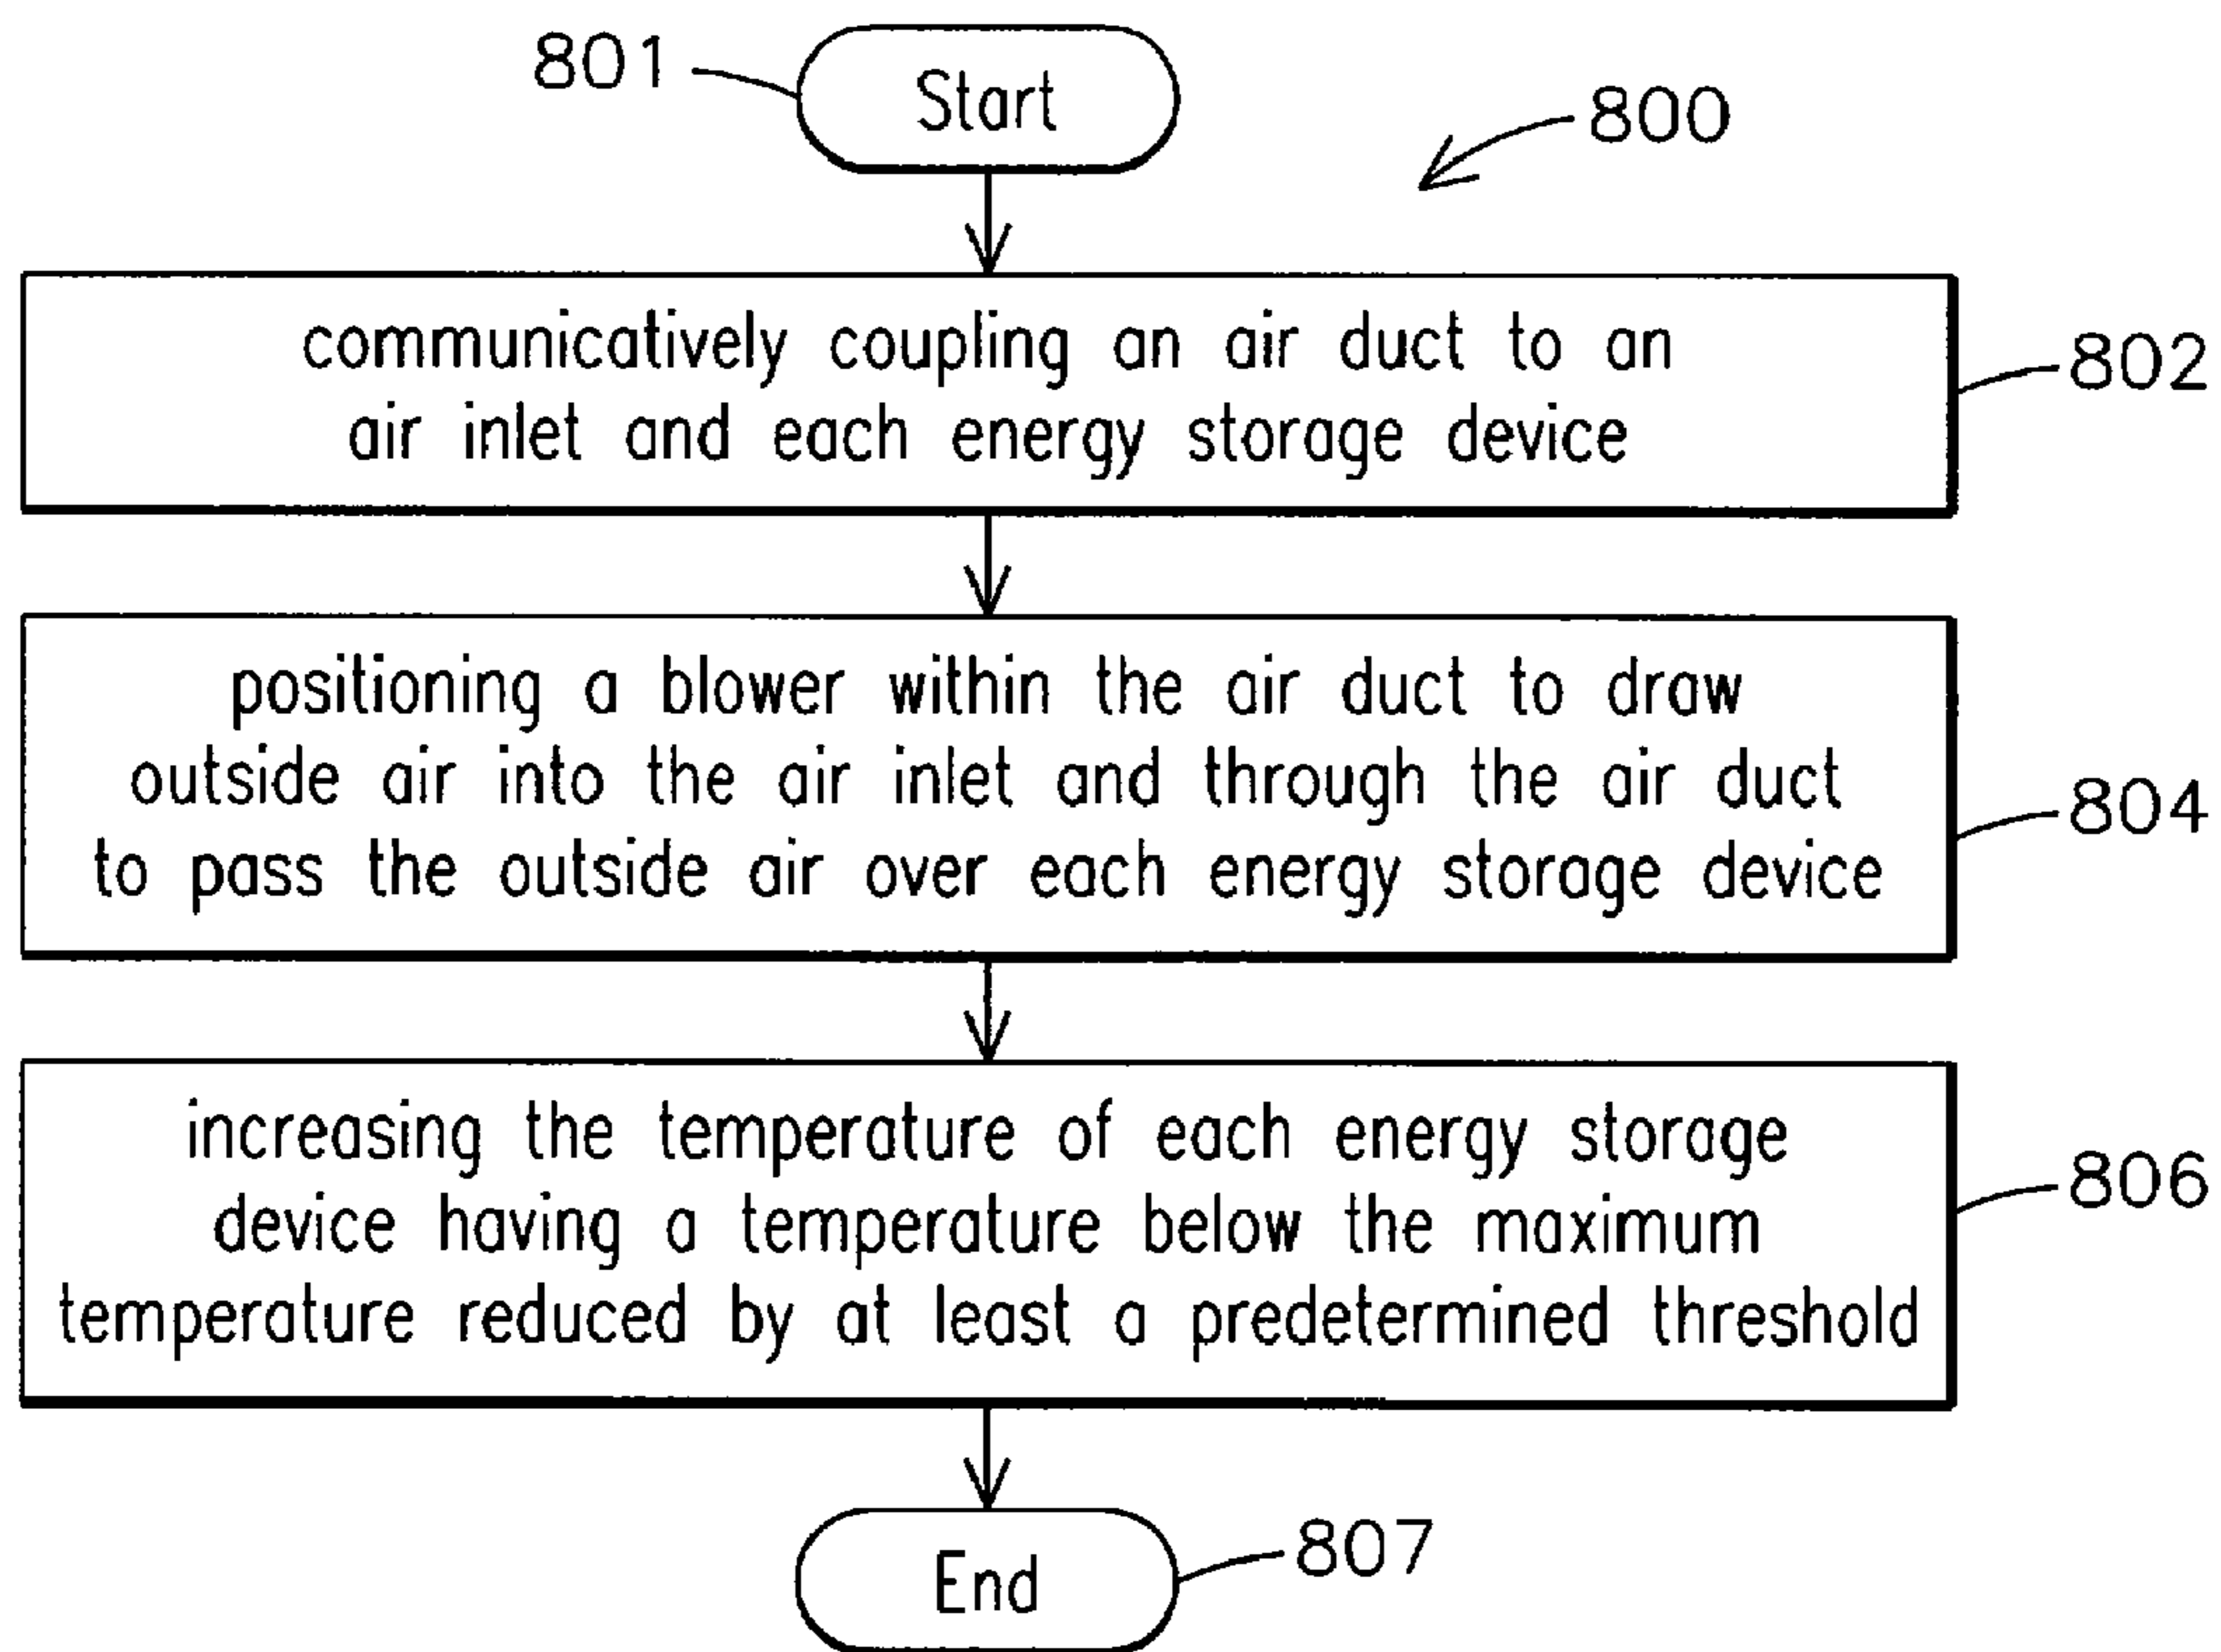 801
Start
800
communicatively coupling an air duct to an
air inlet and each energy storage device
802
positioning a blower within the air duct to draw
outside air into the air inlet and through the air duct
to pass the outside air over each energy storage device
804
increasing the temperature of each energy storage
device having a temperature below the maximum
temperature reduced by at least a predetermined threshold
806
End
807